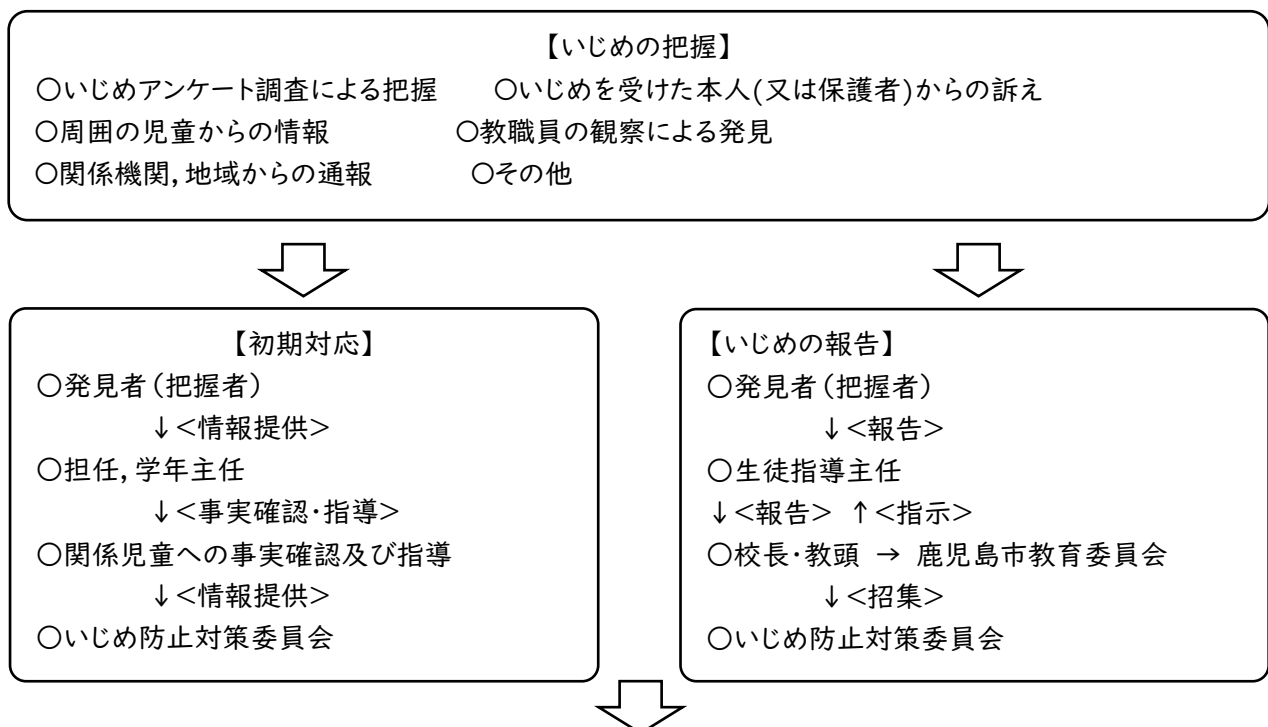 【いじめの把握】
○いじめアンケート調査による把握　○いじめを受けた本人(又は保護者)からの訴え
○周囲の児童からの情報　○教職員の観察による発見
○関係機関,地域からの通報　○その他
【初期対応】
○発見者(把握者)
↓<情報提供>
○担任,学年主任
↓<事実確認・指導>
○関係児童への事実確認及び指導
↓<情報提供>
○いじめ防止対策委員会
【いじめの報告】
○発見者(把握者)
↓<報告>
○生徒指導主任
↓<報告> ↑<指示>
○校長・教頭 → 鹿児島市教育委員会
↓<招集>
○いじめ防止対策委員会